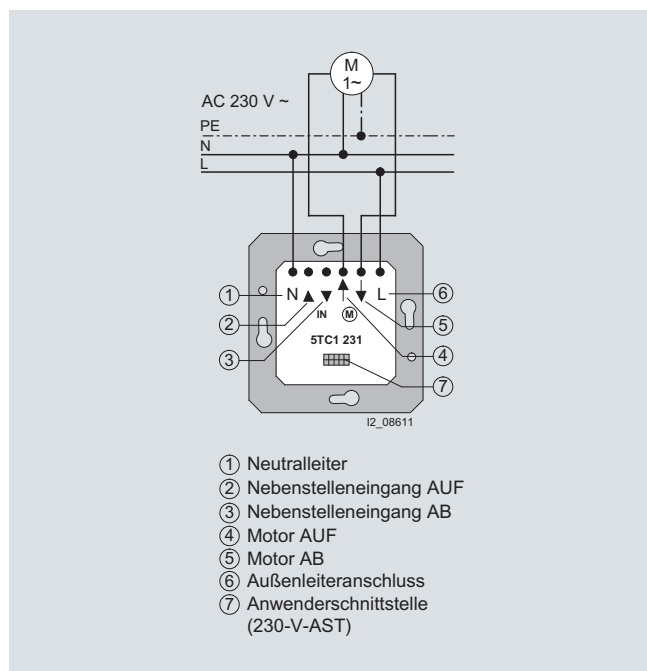 M
1~
AC 230 V ~
PE
N
L
① N L ⑥
② IN M ⑤
③ 5TC1 231 ④
⑦
I2_08611
① Neutralleiter
② Nebenstelleneingang AUF
③ Nebenstelleneingang AB
④ Motor AUF
⑤ Motor AB
⑥ Außenleiteranschluss
⑦ Anwenderschnittstelle
(230-V-AST)